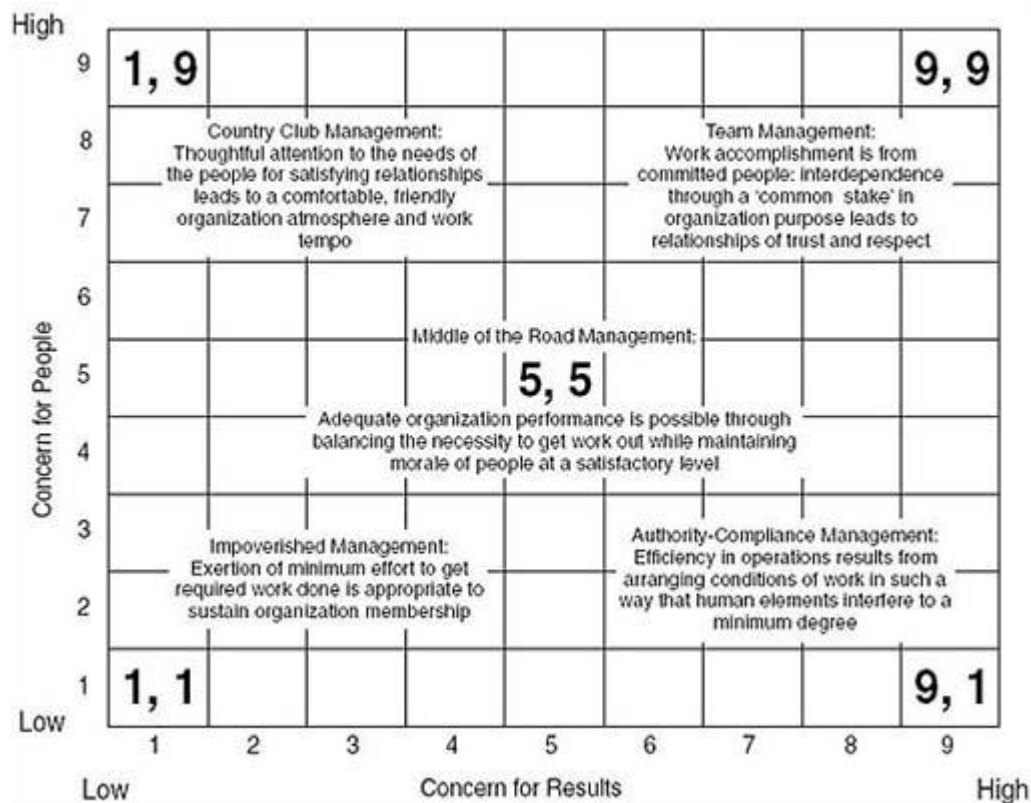 High
9
1, 9
9, 9
8
Country Club Management:
Thoughtful attention to the needs of
the people for satisfying relationships
leads to a comfortable, friendly
organization atmosphere and work
tempo
Team Management:
Work accomplishment is from
committed people: interdependence
through a ‘common stake’ in
organization purpose leads to
relationships of trust and respect
7
6
Concern for People
5
Middle of the Road Management:
5, 5
Adequate organization performance is possible through
balancing the necessity to get work out while maintaining
morale of people at a satisfactory level
4
3
Impoverished Management:
Exertion of minimum effort to get
required work done is appropriate to
sustain organization membership
Authority-Compliance Management:
Efficiency in operations results from
arranging conditions of work in such a
way that human elements interfere to a
minimum degree
2
1
1, 1
9, 1
Low
1 2 3 4 5 6 7 8 9
Low Concern for Results High